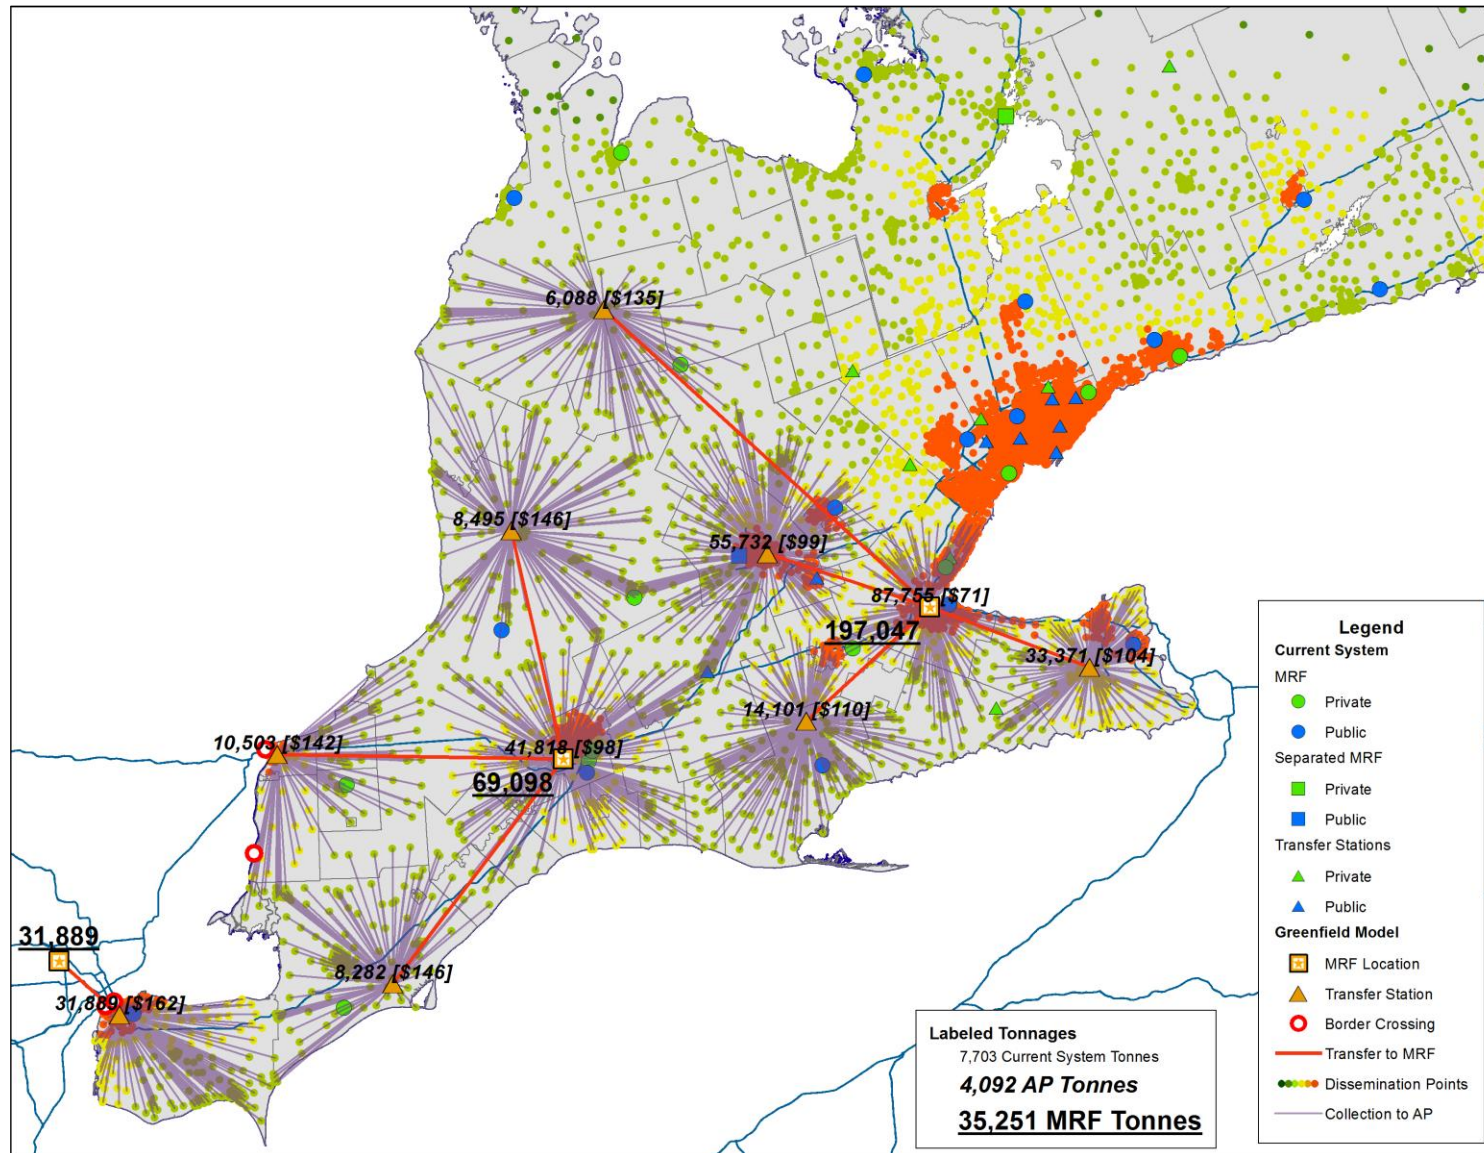 6,088 [$135]
8,495 [$146]
55,732 [$99]
87,755 [$71]
197,047
33,371 [$104]
14,101 [$110]
10,503 [$142]
41,818 [$98]
69,098
31,889
8,282 [$146]
31,889 [$162]
Legend
Current System
MRF
Private
Public
Separated MRF
Private
Public
Transfer Stations
Private
Public
Greenfield Model
MRF Location
Transfer Station
Border Crossing
Transfer to MRF
Dissemination Points
Collection to AP
Labeled Tonnages
7,703 Current System Tonnes
4,092 AP Tonnes
35,251 MRF Tonnes